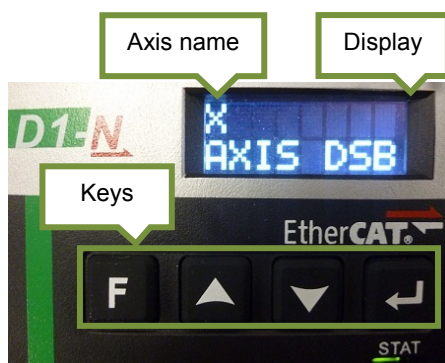 Axis name
Display
X
AXIS DSB
D1-N
Keys
EtherCAT®
F
STAT